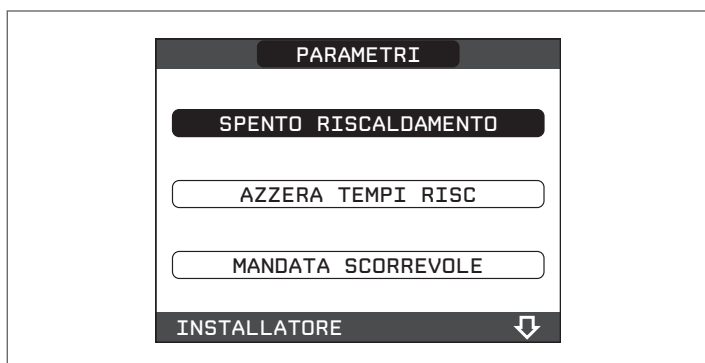 PARAMETRI
SPENTO RISCALDAMENTO
AZZERA TEMPI RISC
MANDATA SCORREVOLE
INSTALLATORE